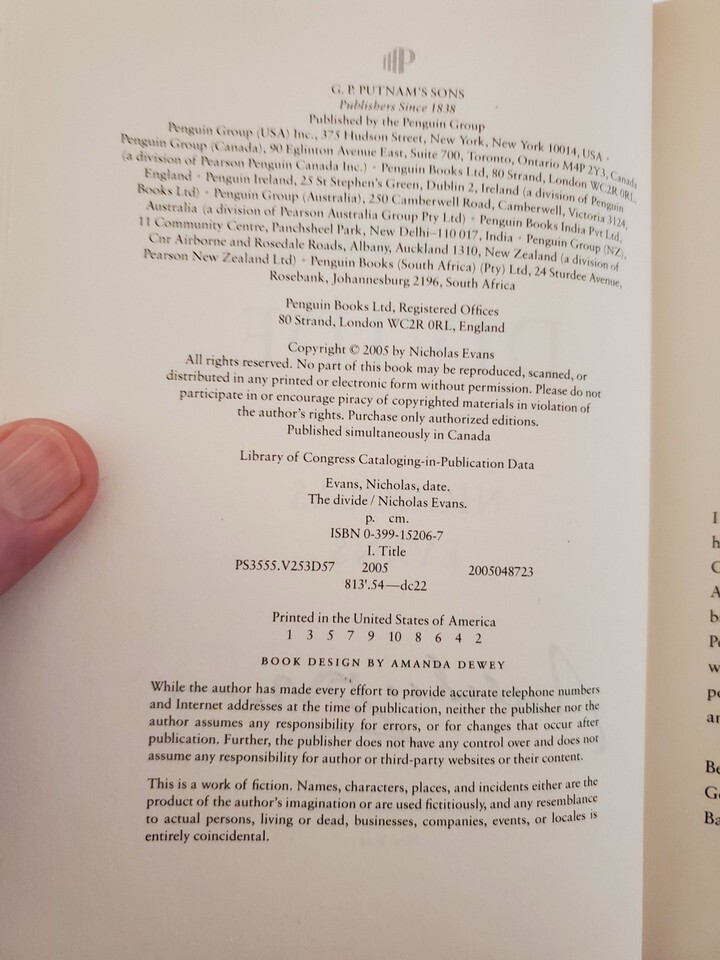 G. P. PUTNAM'S SONS
Publishers Since 1838
Published by the Penguin Group
Penguin Group (USA) Inc., 375 Hudson Street, New York, New York 10014, USA •
Penguin Group (Canada), 90 Eglinton Avenue East, Suite 700, Toronto, Ontario M4P 2Y3, Canada
(a division of Pearson Penguin Canada Inc.) • Penguin Books Ltd, 80 Strand, London WC2R 0RL,
England • Penguin Ireland, 25 St Stephen's Green, Dublin 2, Ireland (a division of Penguin
Books Ltd) • Penguin Group (Australia), 250 Camberwell Road, Camberwell, Victoria 3124,
Australia (a division of Pearson Australia Group Pty Ltd) • Penguin Books India Pvt Ltd,
11 Community Centre, Panchsheel Park, New Delhi–110 017, India • Penguin Group (NZ),
Cnr Airborne and Rosedale Roads, Albany, Auckland 1310, New Zealand (a division of
Pearson New Zealand Ltd) • Penguin Books (South Africa) (Pty) Ltd, 24 Sturdee Avenue,
Rosebank, Johannesburg 2196, South Africa
Penguin Books Ltd, Registered Offices
80 Strand, London WC2R 0RL, England
Copyright © 2005 by Nicholas Evans
All rights reserved. No part of this book may be reproduced, scanned, or
distributed in any printed or electronic form without permission. Please do not
participate in or encourage piracy of copyrighted materials in violation of
the author's rights. Purchase only authorized editions.
Published simultaneously in Canada
Library of Congress Cataloging-in-Publication Data
Evans, Nicholas, date.
The divide / Nicholas Evans.
p. cm.
ISBN 0-399-15206-7
I. Title
PS3555.V253D57 2005 2005048723
813'.54—dc22
Printed in the United States of America
1 3 5 7 9 10 8 6 4 2
BOOK DESIGN BY AMANDA DEWEY
While the author has made every effort to provide accurate telephone numbers
and Internet addresses at the time of publication, neither the publisher nor the
author assumes any responsibility for errors, or for changes that occur after
publication. Further, the publisher does not have any control over and does not
assume any responsibility for author or third-party websites or their content.
This is a work of fiction. Names, characters, places, and incidents either are the
product of the author's imagination or are used fictitiously, and any resemblance
to actual persons, living or dead, businesses, companies, events, or locales is
entirely coincidental.